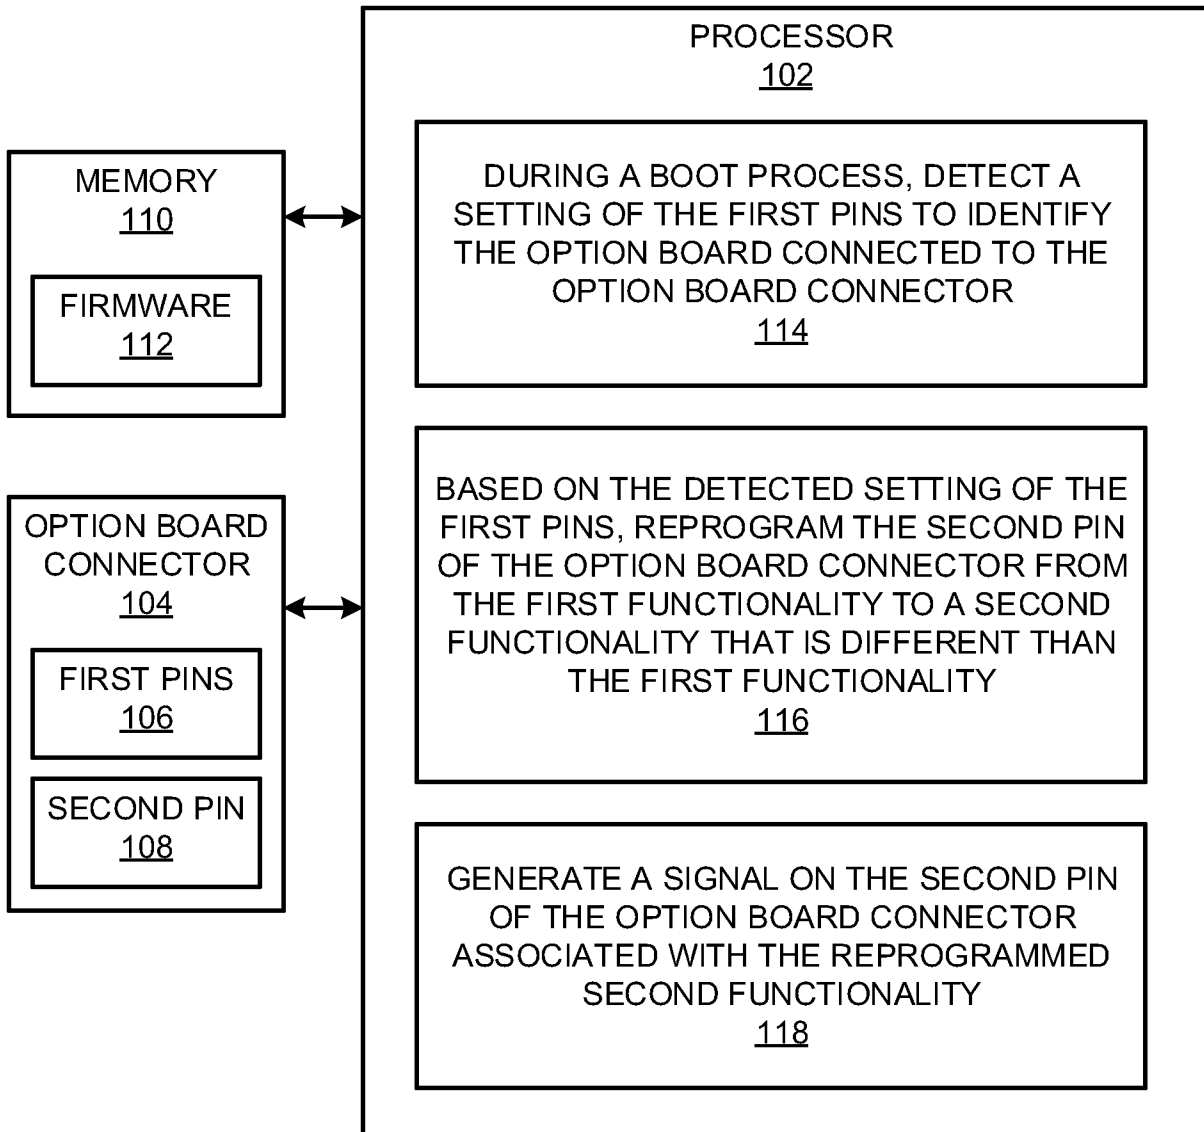 PROCESSOR
102
MEMORY
110
FIRMWARE
112
OPTION BOARD
CONNECTOR
104
FIRST PINS
106
SECOND PIN
108
DURING A BOOT PROCESS, DETECT A
SETTING OF THE FIRST PINS TO IDENTIFY
THE OPTION BOARD CONNECTED TO THE
OPTION BOARD CONNECTOR
114
BASED ON THE DETECTED SETTING OF THE
FIRST PINS, REPROGRAM THE SECOND PIN
OF THE OPTION BOARD CONNECTOR FROM
THE FIRST FUNCTIONALITY TO A SECOND
FUNCTIONALITY THAT IS DIFFERENT THAN
THE FIRST FUNCTIONALITY
116
GENERATE A SIGNAL ON THE SECOND PIN
OF THE OPTION BOARD CONNECTOR
ASSOCIATED WITH THE REPROGRAMMED
SECOND FUNCTIONALITY
118